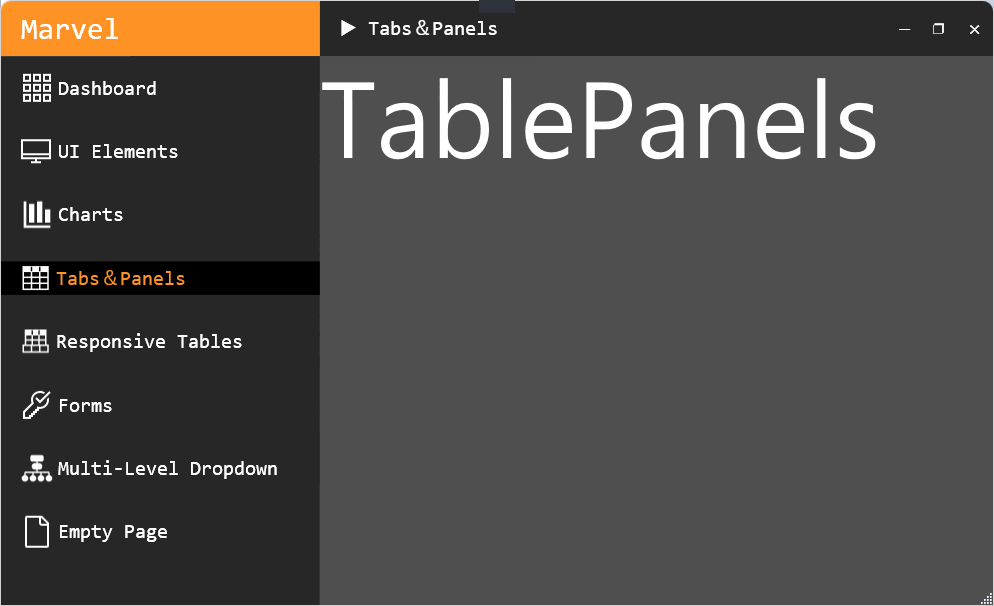 Marvel
Tabs&Panels
TablePanels
Dashboard
UI Elements
Charts
Tabs&Panels
Responsive Tables
Forms
Multi-Level Dropdown
Empty Page